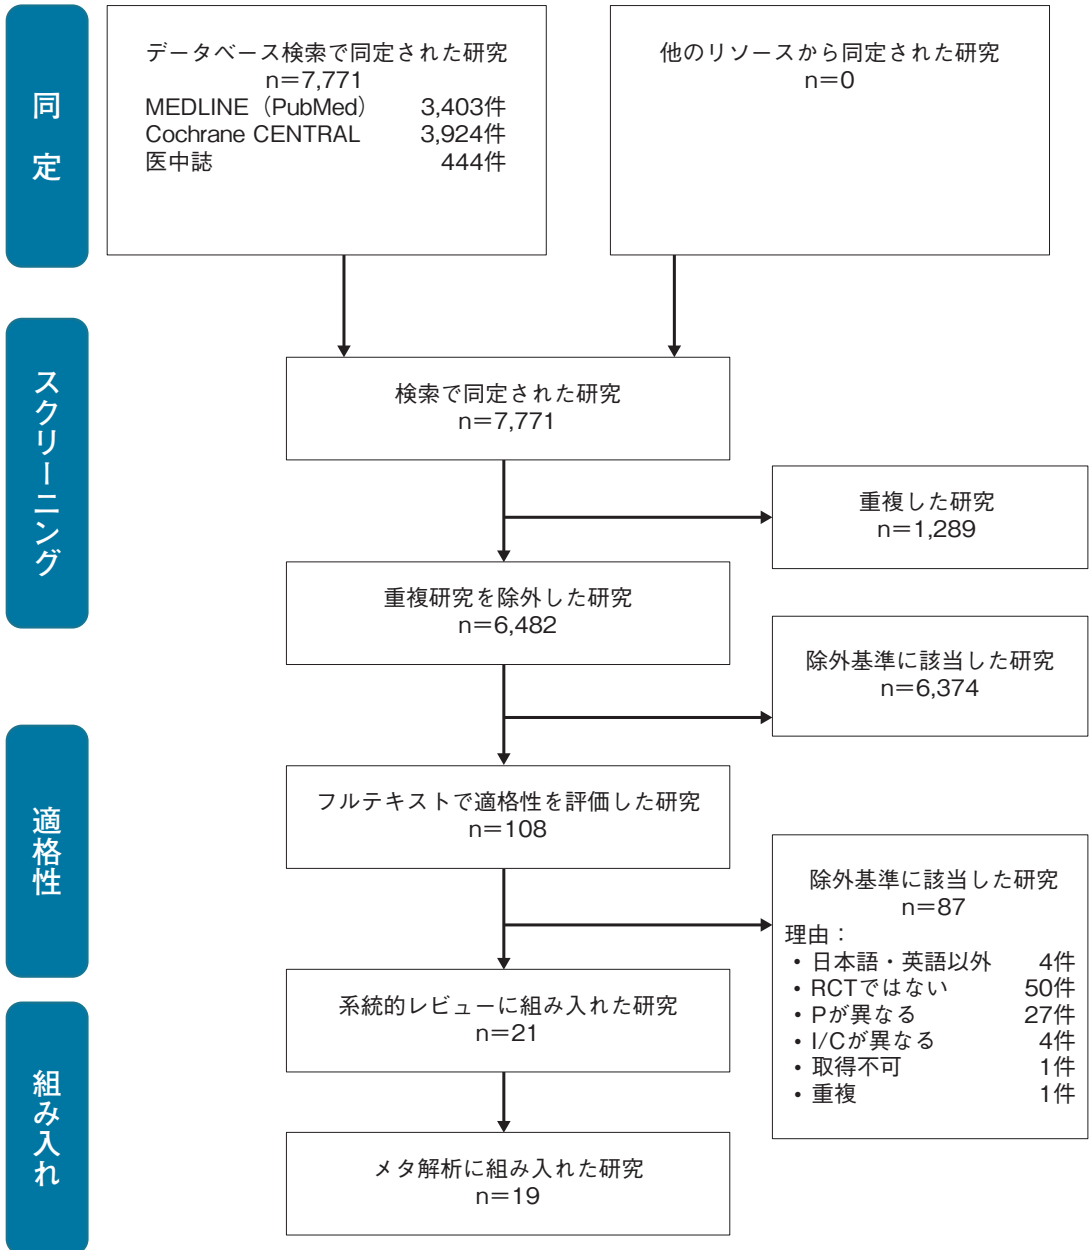 同定
データベース検索で同定された研究
n＝7,771
MEDLINE（PubMed） 3,403件
Cochrane CENTRAL 3,924件
医中誌 444件
他のリソースから同定された研究
n＝0
スクリーニング
検索で同定された研究
n＝7,771
重複した研究
n＝1,289
重複研究を除外した研究
n＝6,482
除外基準に該当した研究
n＝6,374
適格性
フルテキストで適格性を評価した研究
n＝108
除外基準に該当した研究
n＝87
理由：
・日本語・英語以外 4件
・RCTではない 50件
・Pが異なる 27件
・I/Cが異なる 4件
・取得不可 1件
・重複 1件
組み入れ
系統的レビューに組み入れた研究
n＝21
メタ解析に組み入れた研究
n＝19